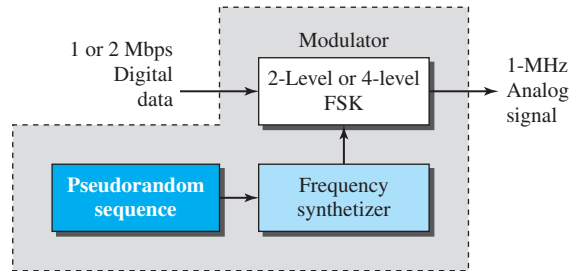 1 or 2 Mbps
Digital
data
Modulator
2-Level or 4-level
FSK
1-MHz
Analog
signal
Pseudorandom
sequence
Frequency
synthetizer